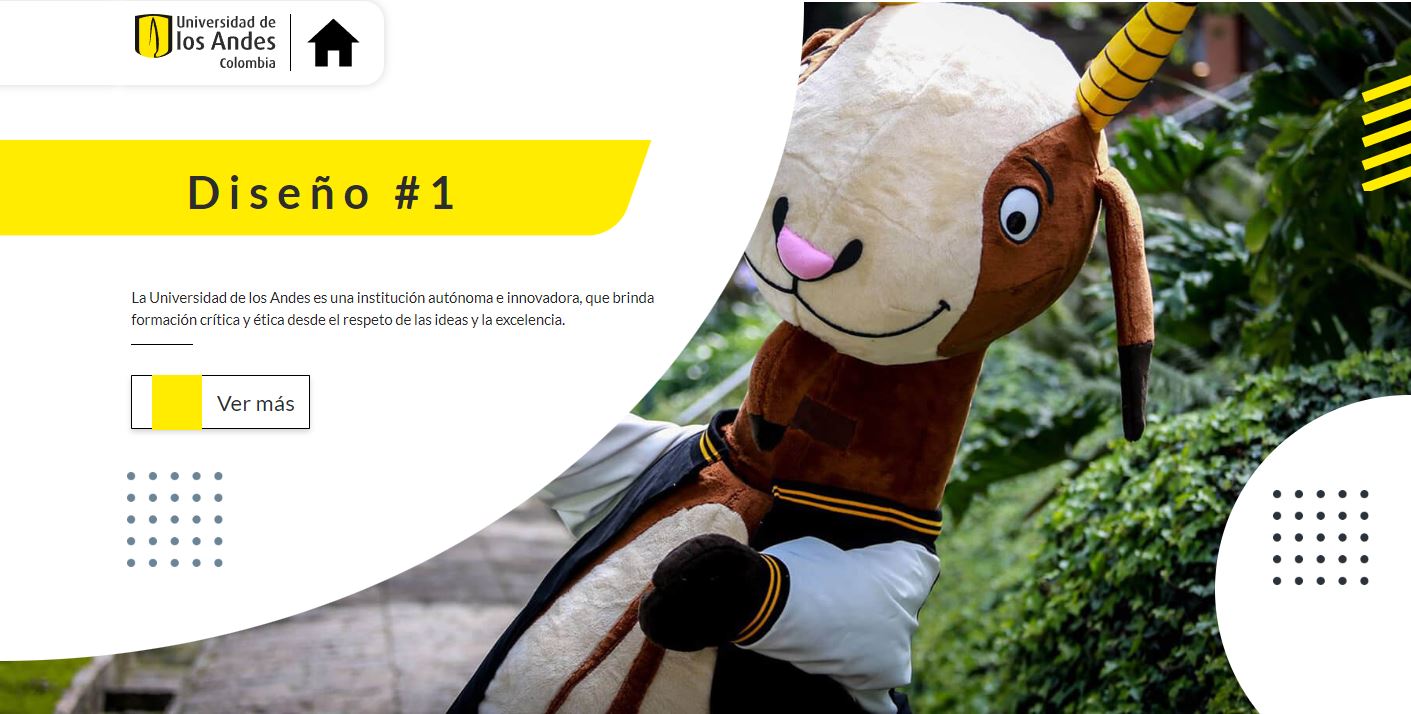 Universidad de
los Andes
Colombia
Diseño #1
La Universidad de los Andes es una institución autónoma e innovadora, que brinda
formación crítica y ética desde el respeto de las ideas y la excelencia.
Ver más